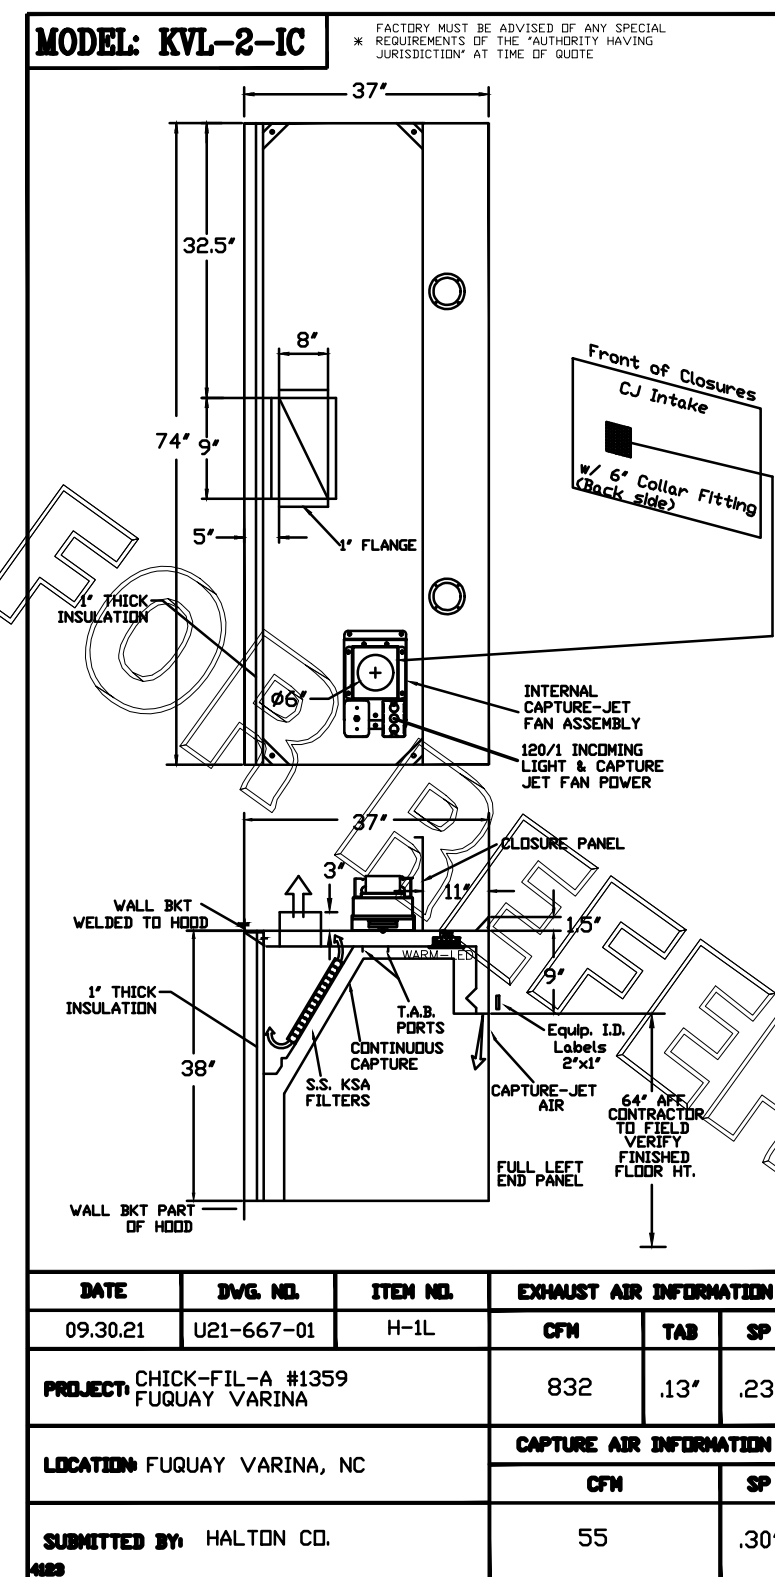 MODEL: KVL-2-IC
FACTORY MUST BE ADVISED OF ANY SPECIAL
* REQUIREMENTS OF THE "AUTHORITY HAVING
JURISDICTION" AT TIME OF QUOTE
37"
32.5"
8"
74"
9"
5"
1" FLANGE
1" THICK
INSULATION
Ø6"
Front of Closures
CJ Intake
w/ 6" Collar Fitting
(Back side)
INTERNAL
CAPTURE-JET
FAN ASSEMBLY
120/1 INCOMING
LIGHT & CAPTURE
JET FAN POWER
37"
CLOSURE PANEL
3"
11"
WALL BKT
WELDED TO HOOD
1.5"
WARM-LED
9"
1" THICK
INSULATION
T.A.B.
PORTS
Equip. I.D.
Labels
2"x1"
CONTINUOUS
CAPTURE
38"
S.S. KSA
FILTERS
CAPTURE-JET
AIR
64" AFF
CONTRACTOR
TO FIELD
VERIFY
FINISHED
FLOOR HT.
FULL LEFT
END PANEL
WALL BKT PART
OF HOOD
FOR REFE
DATE DWG. NO. ITEM NO. EXHAUST AIR INFORMATION
09.30.21 U21-667-01 H-1L CFM TAB SP
PROJECT: CHICK-FIL-A #1359
FUQUAY VARINA
832 .13" .23
CAPTURE AIR INFORMATION
LOCATION: FUQUAY VARINA, NC
CFM SP
SUBMITTED BY: HALTON CO.
55 .30"
4123